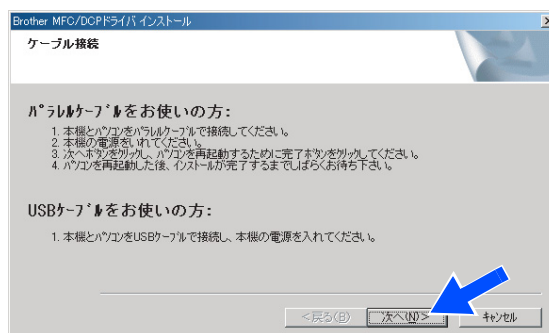 Brother MFC/DCPドライバ インストール
ケーブル接続
パラレルケーブルをお使いの方:
1. 本機とパソコンをパラレルケーブルで接続してください。
2. 本機の電源をいれてください。
3. 次へボタンを押し、パソコンを再起動するために完了ボタンをクリックしてください。
4. パソコンを再起動した後、インストールが完了するまでしばらくお待ち下さい。
USBケーブルをお使いの方:
1. 本機とパソコンをUSBケーブルで接続し、本機の電源を入れてください。
<戻る(B) 次へ(N)> キャンセル